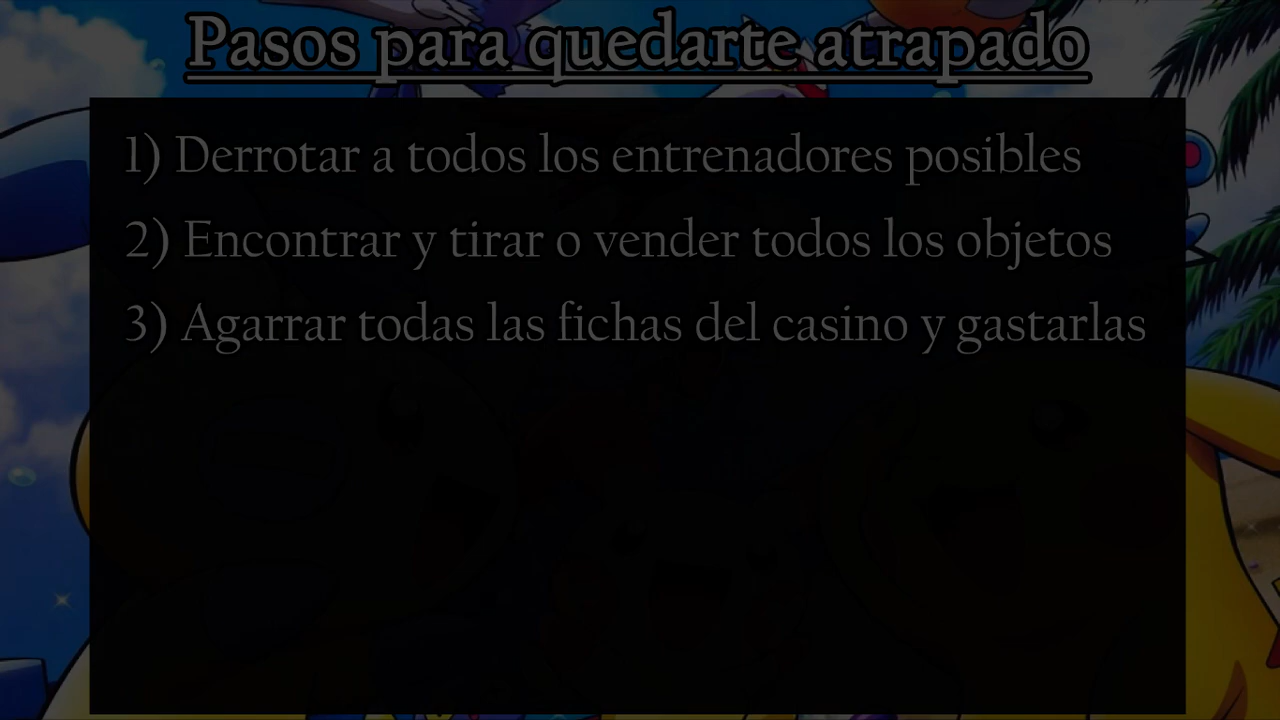 Pasos para quedarte atrapado
1) Derrotar a todos los entrenadores posibles
2) Encontrar y tirar o vender todos los objetos
3) Agarrar todas las fichas del casino y gastarlas